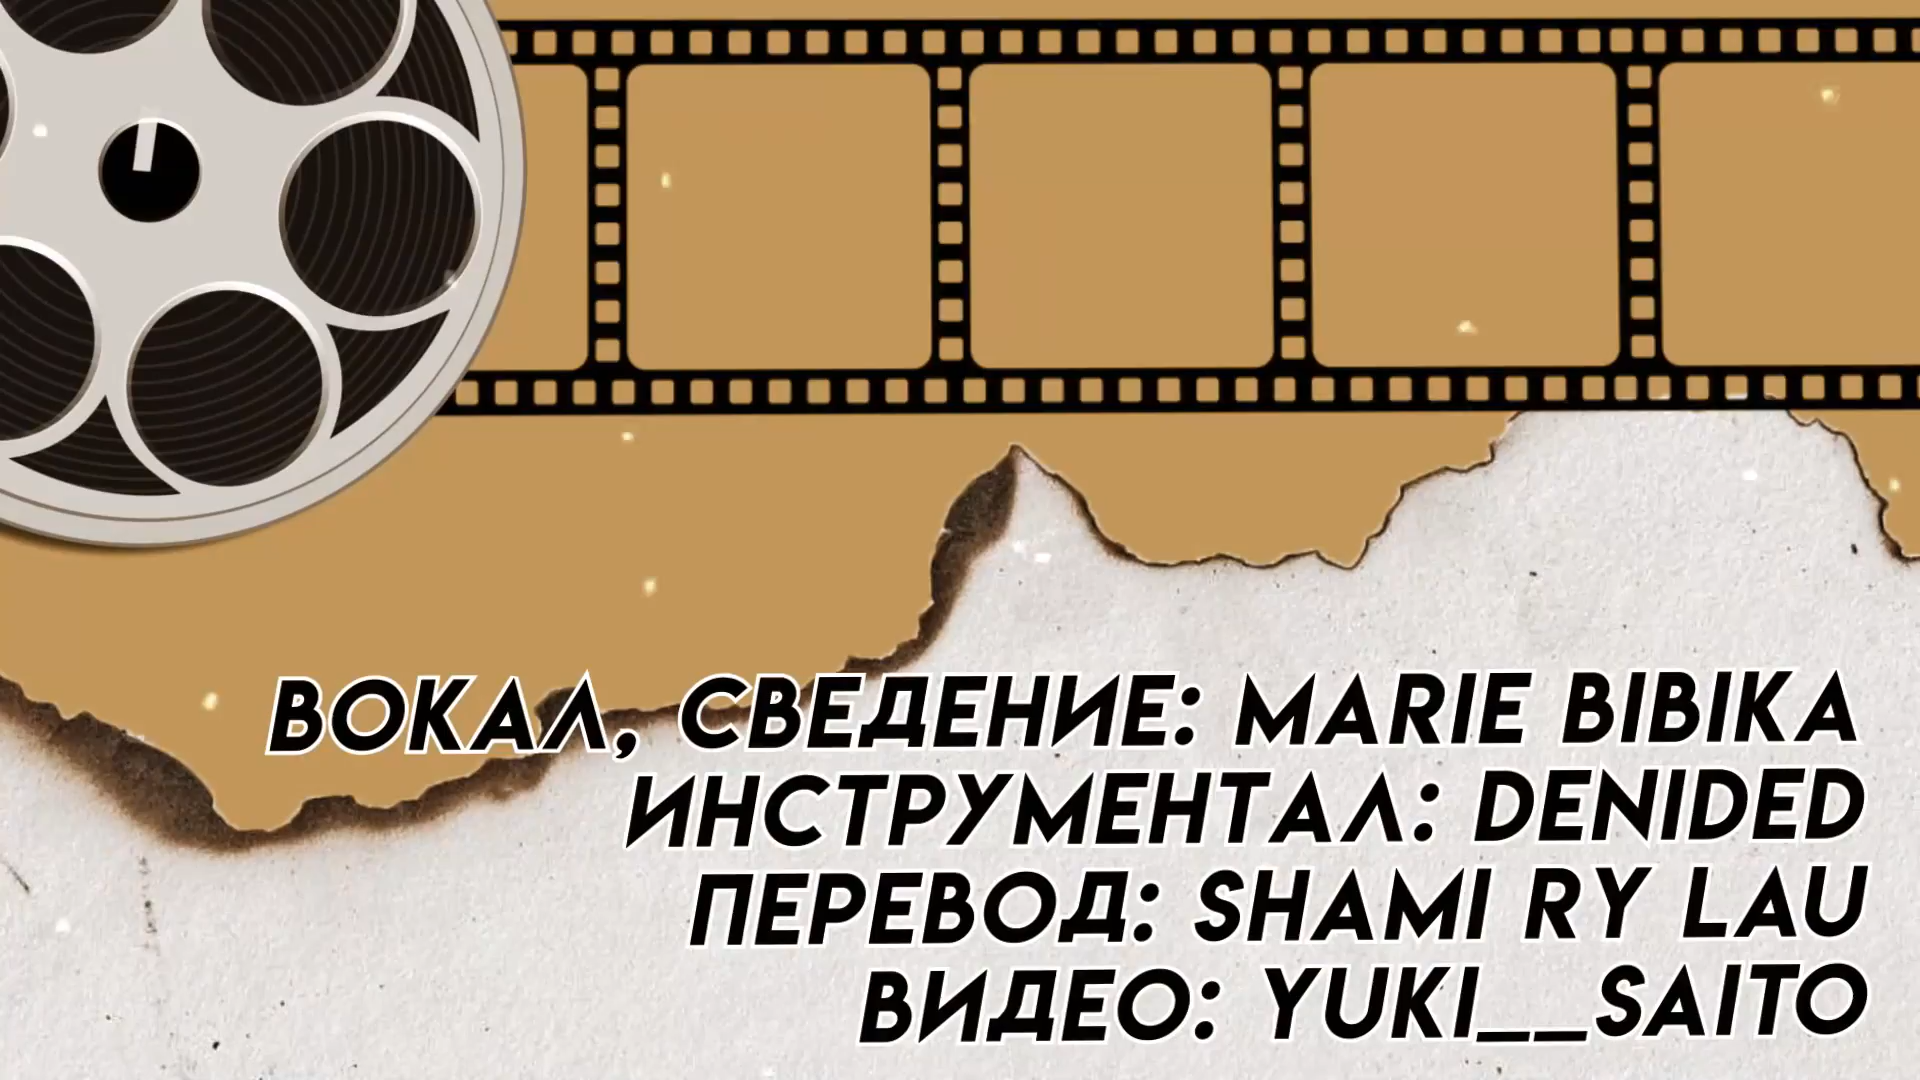 ВОКАЛ, СВЕДЕНИЕ: MARIE BIBIKA
ИНСТРУМЕНТАЛ: DENIDED
ПЕРЕВОД: SHAMI RY LAU
ВИДЕО: YUKI__SAITO